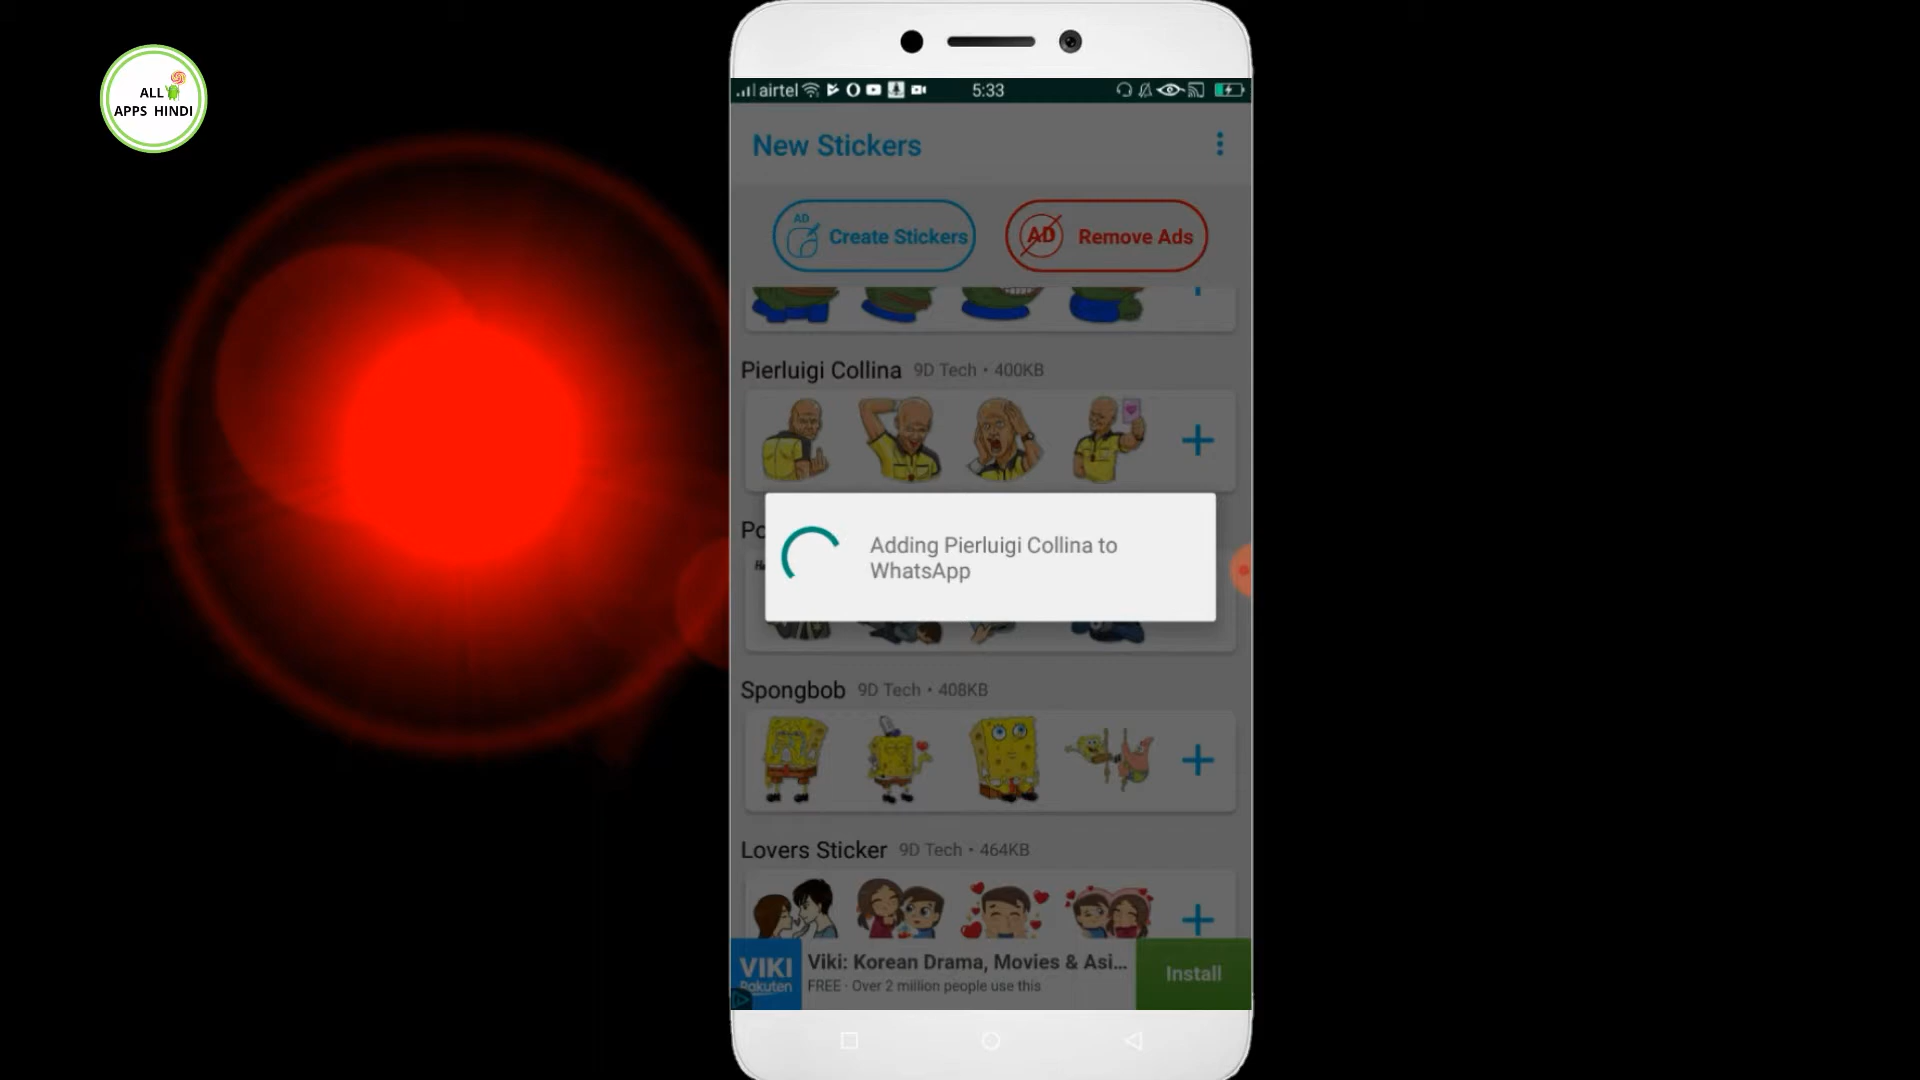 ALL
APPS HINDI
airtel 5:33
New Stickers
AD
Create Stickers
AD
Remove Ads
Pierluigi Collina 9D Tech • 400KB
Po
Adding Pierluigi Collina to
WhatsApp
Spongbob 9D Tech • 408KB
Lovers Sticker 9D Tech • 464KB
VIKI
Rakuten
Viki: Korean Drama, Movies & Asi...
FREE · Over 2 million people use this
Install